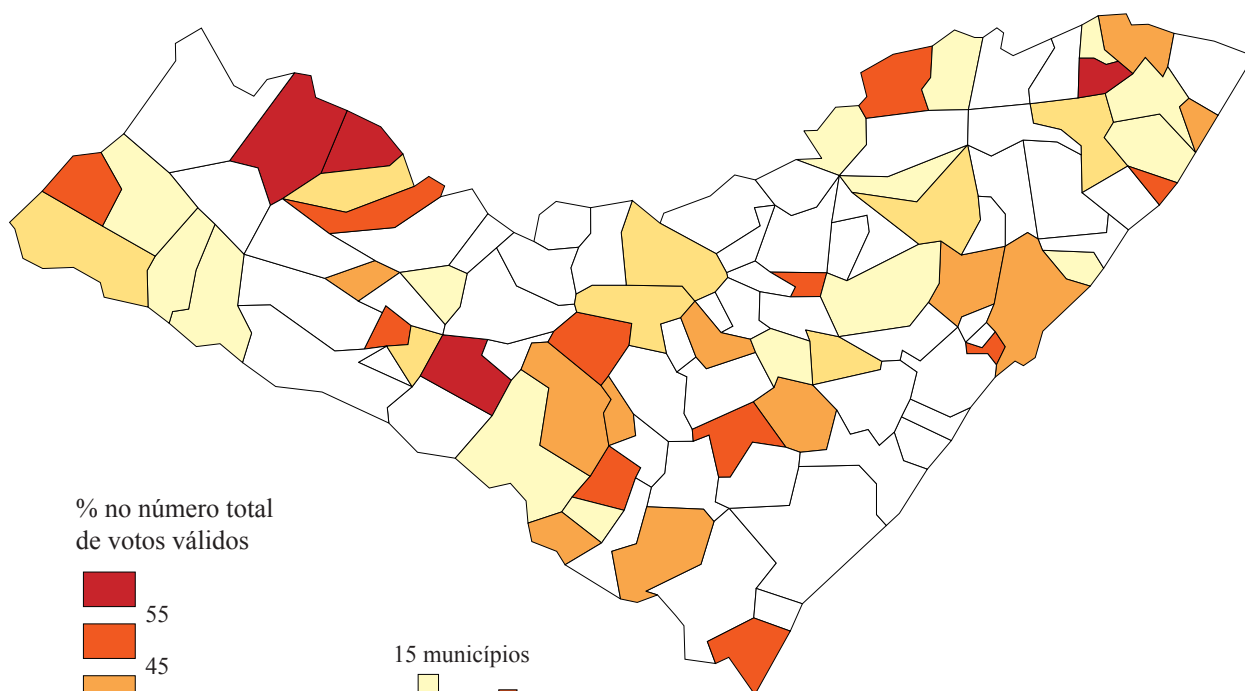 % no número total
de votos válidos
55
45
15 municípios